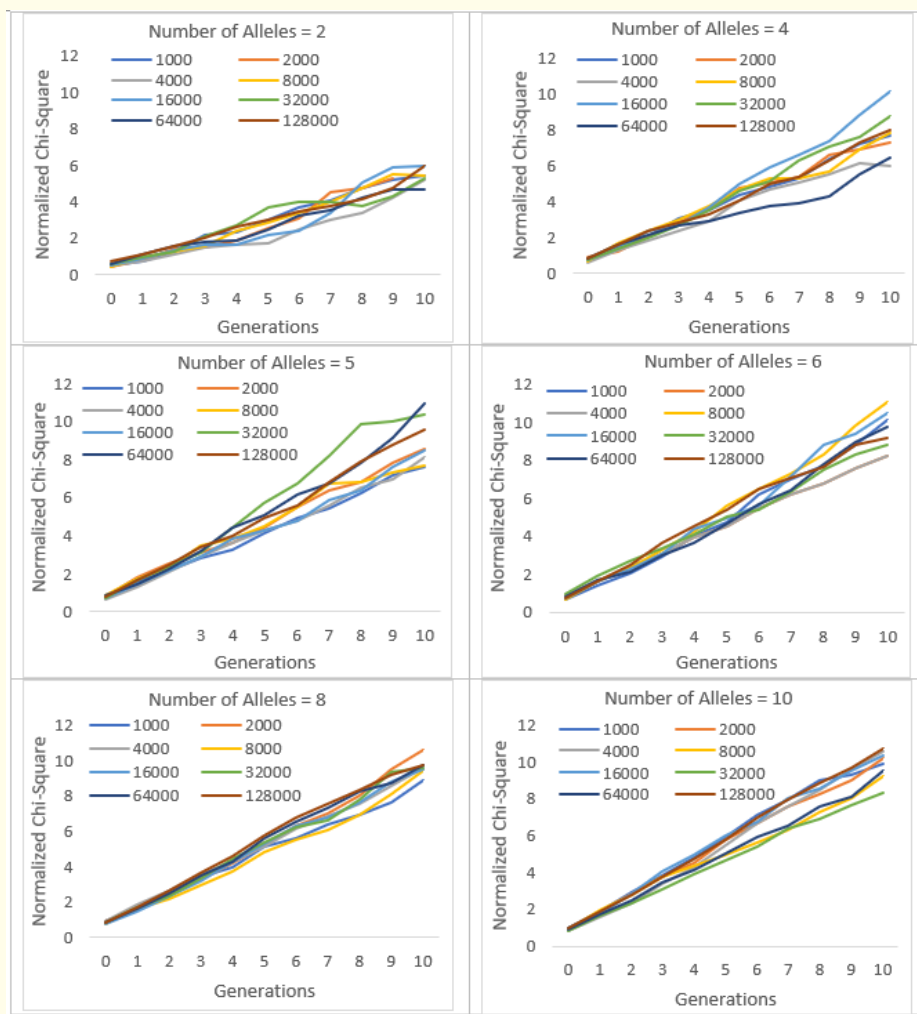 Number of Alleles = 2
12
10
8
6
4
2
0
Normalized Chi-Square
1000 2000
4000 8000
16000 32000
64000 128000
0 1 2 3 4 5 6 7 8 9 10
Generations
Number of Alleles = 4
12
10
8
6
4
2
0
Normalized Chi-Square
1000 2000
4000 8000
16000 32000
64000 128000
0 1 2 3 4 5 6 7 8 9 10
Generations
Number of Alleles = 5
12
10
8
6
4
2
0
Normalized Chi-Square
1000 2000
4000 8000
16000 32000
64000 128000
0 1 2 3 4 5 6 7 8 9 10
Generations
Number of Alleles = 6
12
10
8
6
4
2
0
Normalized Chi-Square
1000 2000
4000 8000
16000 32000
64000 128000
0 1 2 3 4 5 6 7 8 9 10
Generations
Number of Alleles = 8
12
10
8
6
4
2
0
Normalized Chi-Square
1000 2000
4000 8000
16000 32000
64000 128000
0 1 2 3 4 5 6 7 8 9 10
Generations
Number of Alleles = 10
12
10
8
6
4
2
0
Normalized Chi-Square
1000 2000
4000 8000
16000 32000
64000 128000
0 1 2 3 4 5 6 7 8 9 10
Generations